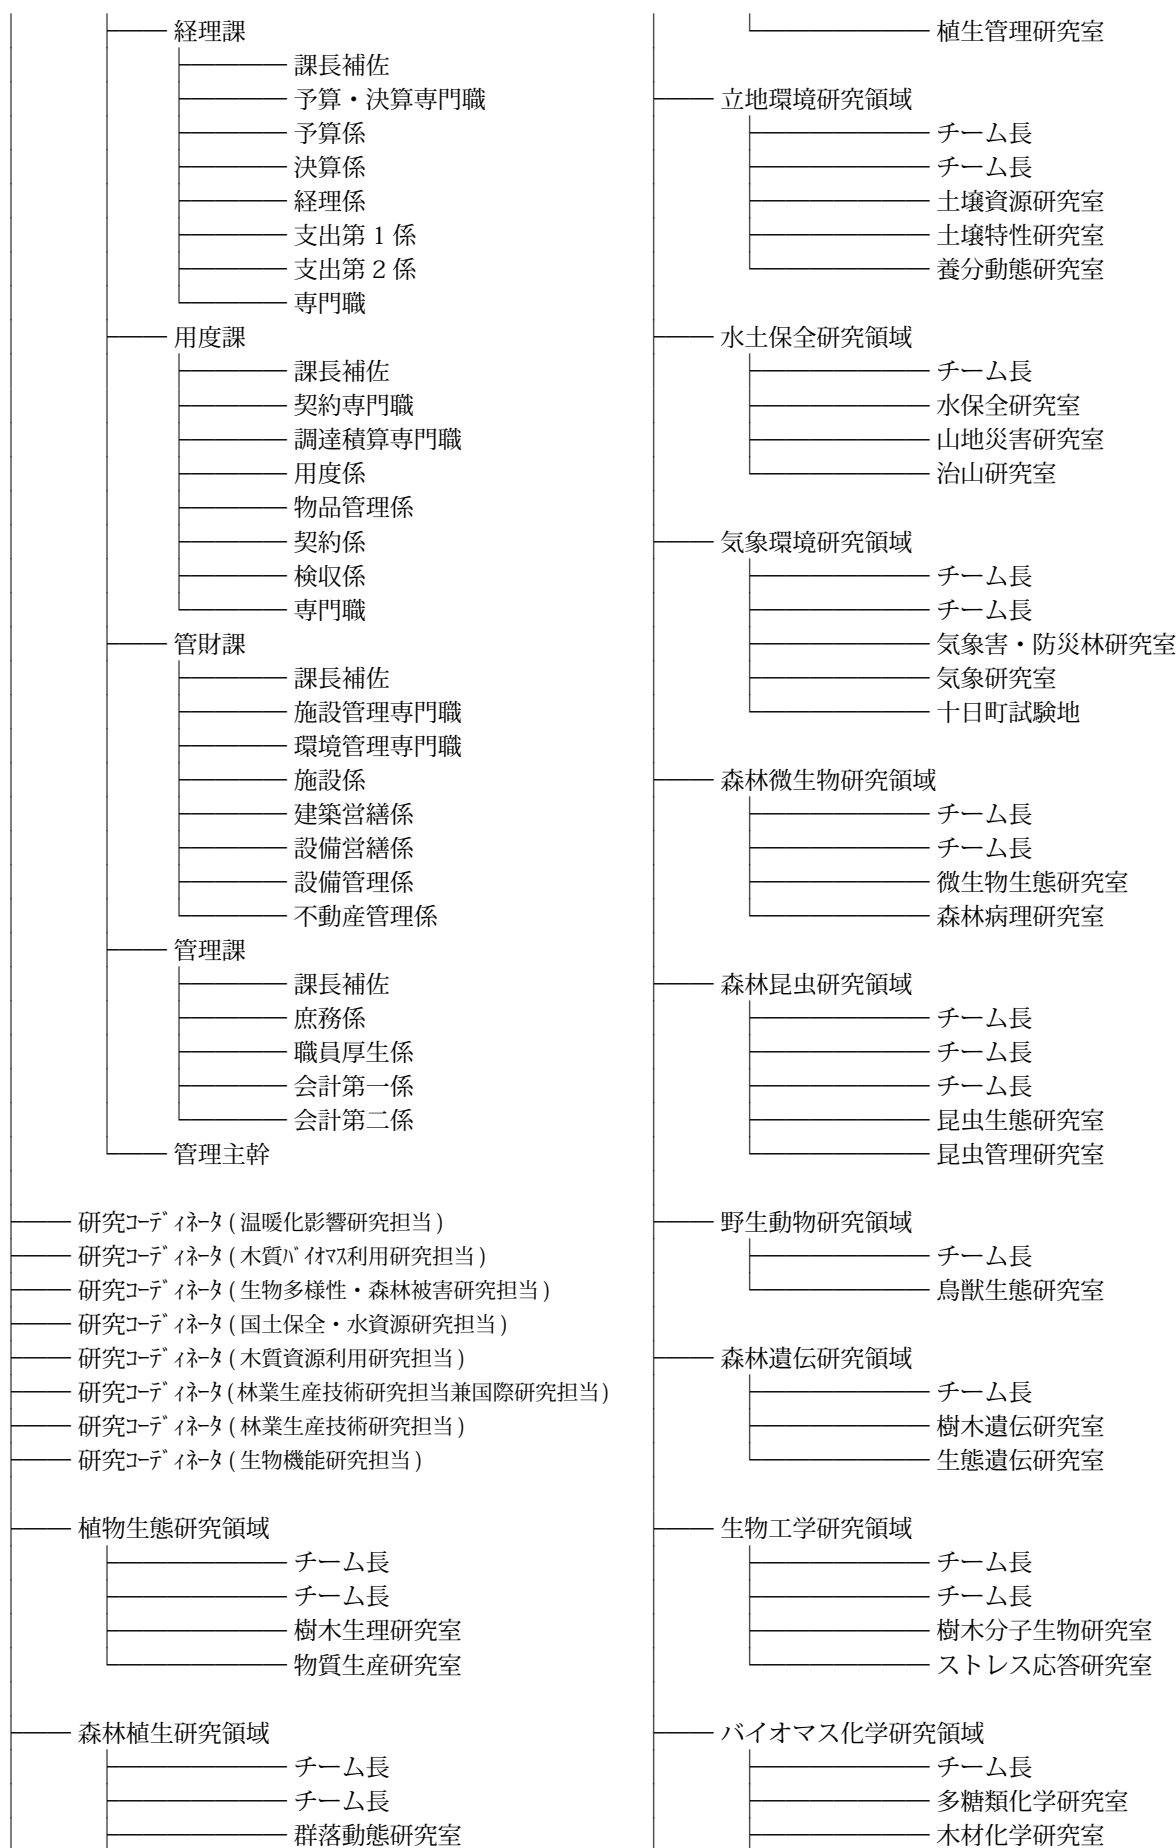 経理課
課長補佐
予算・決算専門職
予算係
決算係
経理係
支出第 1 係
支出第 2 係
専門職
用度課
課長補佐
契約専門職
調達積算専門職
用度係
物品管理係
契約係
検収係
専門職
管財課
課長補佐
施設管理専門職
環境管理専門職
施設係
建築営繕係
設備営繕係
設備管理係
不動産管理係
管理課
課長補佐
庶務係
職員厚生係
会計第一係
会計第二係
管理主幹
研究ｺｰﾃﾞｨﾈｰﾀ ( 温暖化影響研究担当 )
研究ｺｰﾃﾞｨﾈｰﾀ ( 木質ﾊﾞｲｵﾏｽ利用研究担当 )
研究ｺｰﾃﾞｨﾈｰﾀ ( 生物多様性・森林被害研究担当 )
研究ｺｰﾃﾞｨﾈｰﾀ ( 国土保全・水資源研究担当 )
研究ｺｰﾃﾞｨﾈｰﾀ ( 木質資源利用研究担当 )
研究ｺｰﾃﾞｨﾈｰﾀ ( 林業生産技術研究担当兼国際研究担当 )
研究ｺｰﾃﾞｨﾈｰﾀ ( 林業生産技術研究担当 )
研究ｺｰﾃﾞｨﾈｰﾀ ( 生物機能研究担当 )
植物生態研究領域
チーム長
チーム長
樹木生理研究室
物質生産研究室
森林植生研究領域
チーム長
チーム長
群落動態研究室
植生管理研究室
立地環境研究領域
チーム長
チーム長
土壌資源研究室
土壌特性研究室
養分動態研究室
水土保全研究領域
チーム長
水保全研究室
山地災害研究室
治山研究室
気象環境研究領域
チーム長
チーム長
気象害・防災林研究室
気象研究室
十日町試験地
森林微生物研究領域
チーム長
チーム長
微生物生態研究室
森林病理研究室
森林昆虫研究領域
チーム長
チーム長
チーム長
昆虫生態研究室
昆虫管理研究室
野生動物研究領域
チーム長
鳥獣生態研究室
森林遺伝研究領域
チーム長
樹木遺伝研究室
生態遺伝研究室
生物工学研究領域
チーム長
チーム長
樹木分子生物研究室
ストレス応答研究室
バイオマス化学研究領域
チーム長
多糖類化学研究室
木材化学研究室